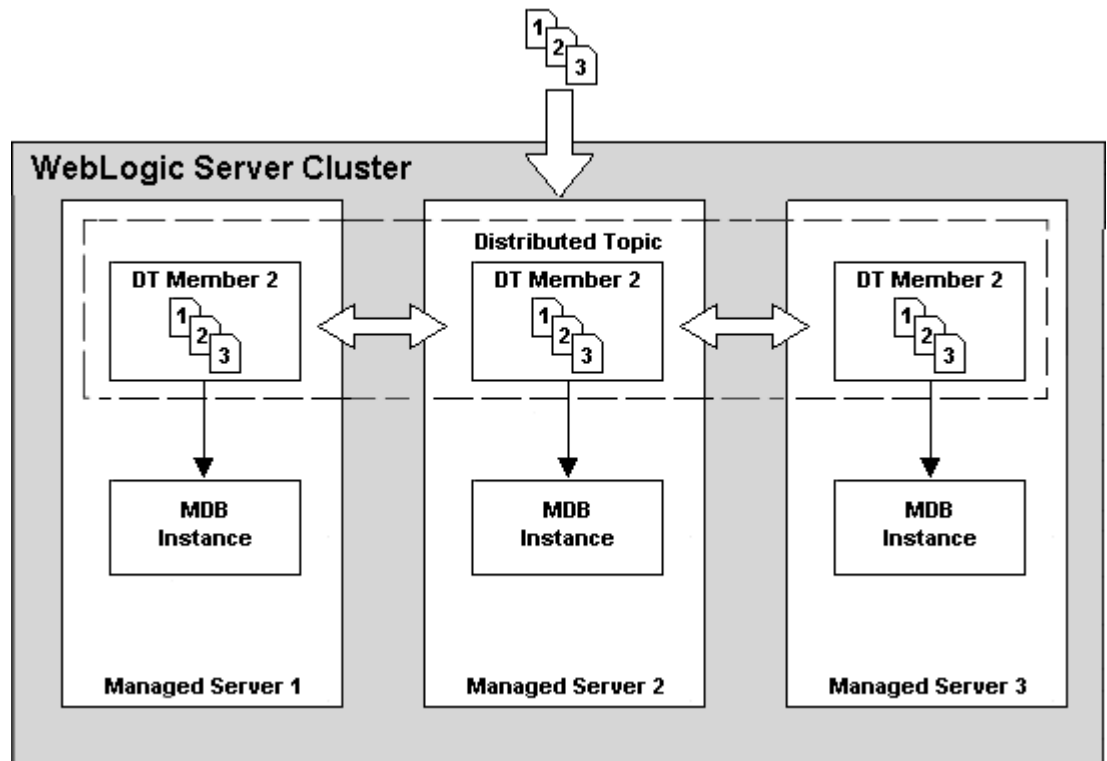 1
2
3
WebLogic Server Cluster
Distributed Topic
DT Member 2
1
2
3
DT Member 2
1
2
3
DT Member 2
1
2
3
MDB
Instance
MDB
Instance
MDB
Instance
Managed Server 1
Managed Server 2
Managed Server 3